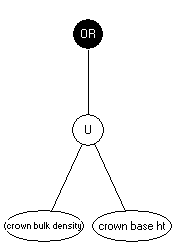 OR
U
(crown bulk density)
crown base ht